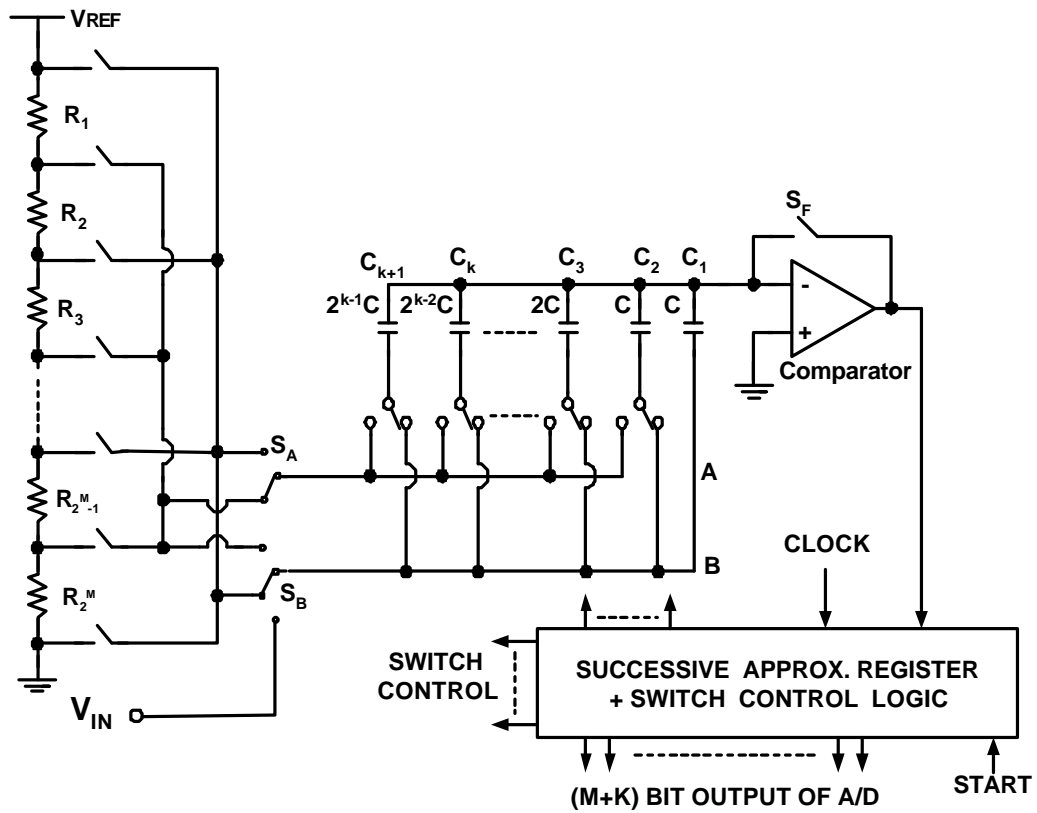 VREF
R1
R2
R3
R2M-1
R2M
SA
SB
VIN
Ck+1
Ck
C3
C2
C1
2k-1C
2k-2C
2C
C
C
SF
-
+
Comparator
A
B
CLOCK
SWITCH
CONTROL
SUCCESSIVE APPROX. REGISTER
+ SWITCH CONTROL LOGIC
START
(M+K) BIT OUTPUT OF A/D